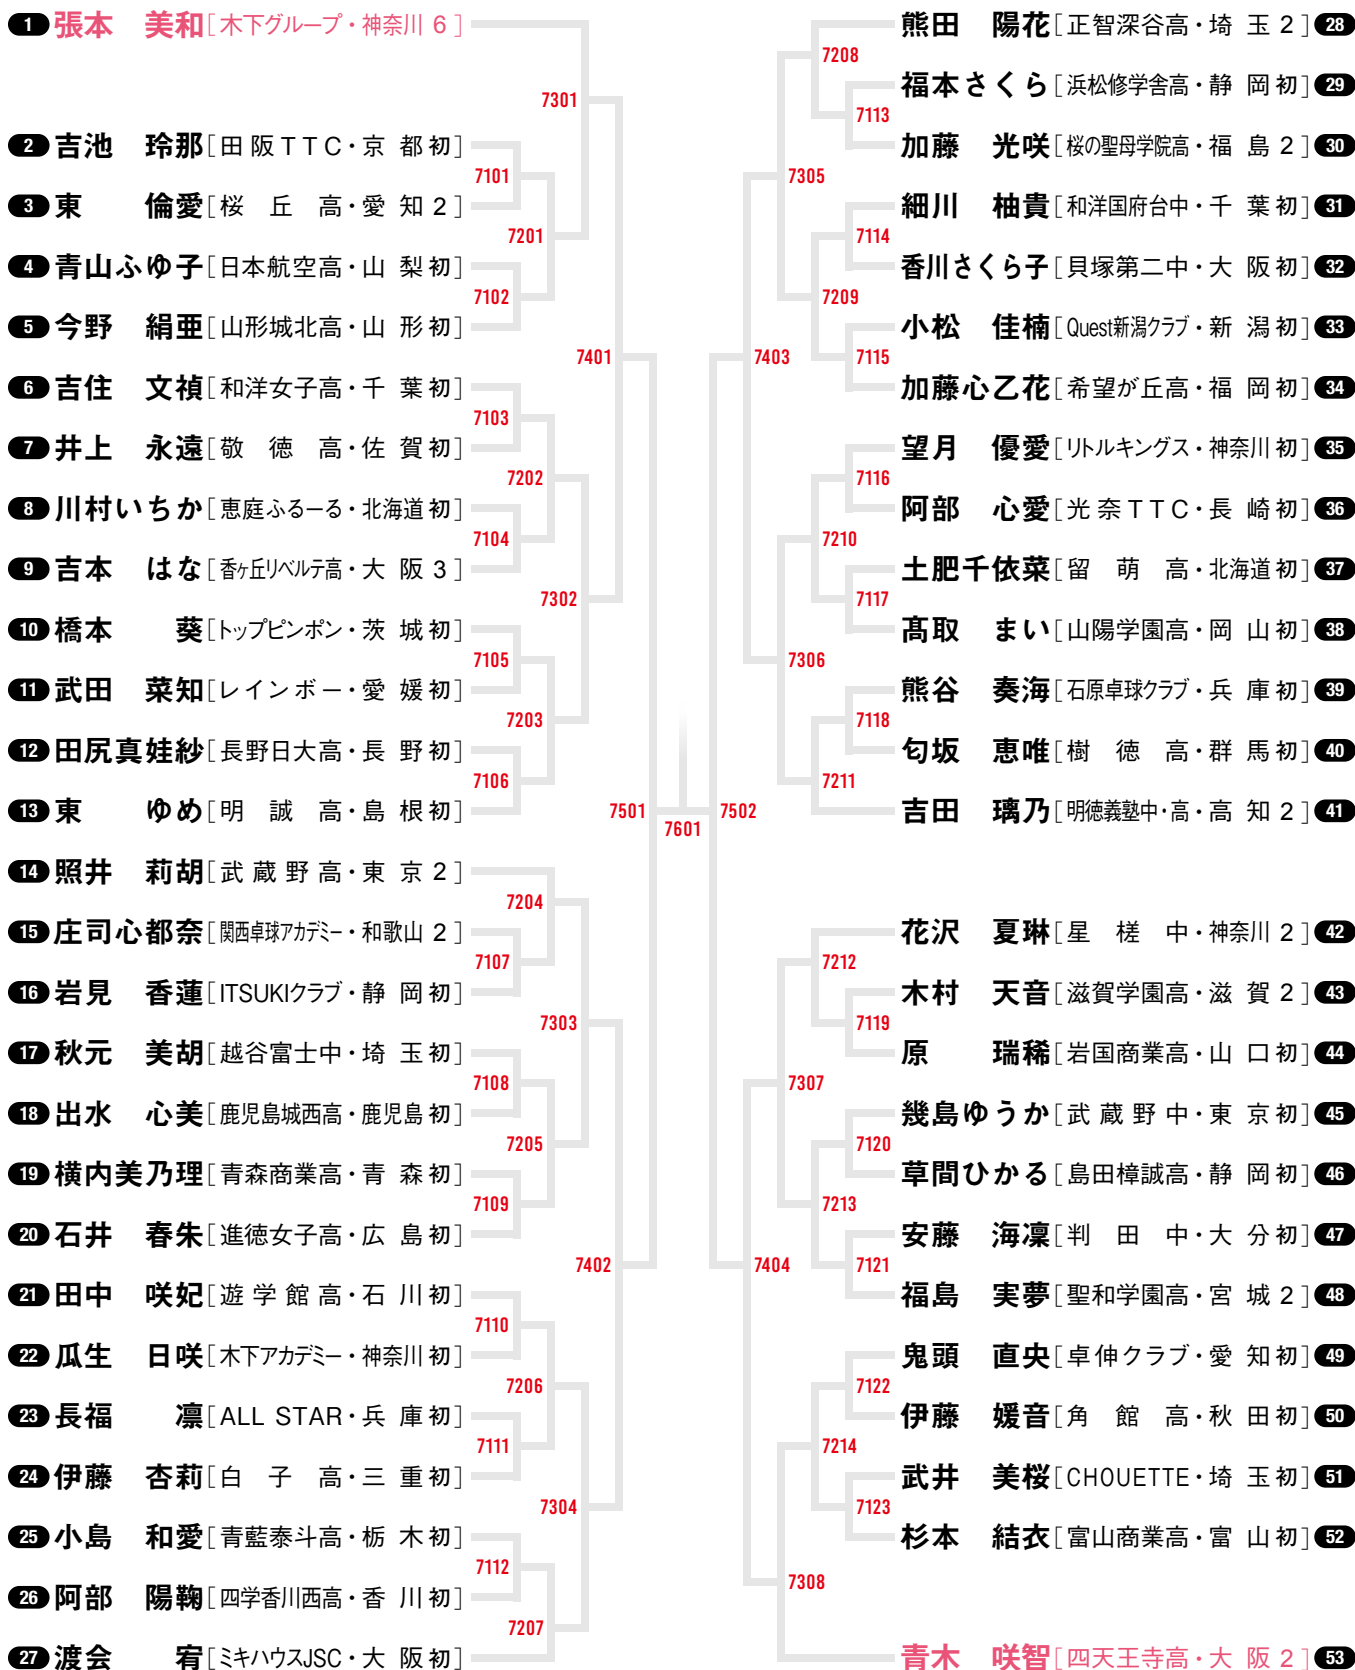 1 張本 美和[木下グループ・神奈川 6]
7301
2 吉池 玲那[田阪TTC・京 都 初]
7101
3 東 倫愛[桜 丘 高・愛 知 2]
7201
4 青山ふゆ子[日本航空高・山 梨 初]
7102
5 今野 絹亜[山形城北高・山 形 初]
7401
6 吉住 文禎[和洋女子高・千 葉 初]
7103
7 井上 永遠[敬 徳 高・佐 賀 初]
7202
8 川村いちか[恵庭ふるーる・北海道 初]
7104
9 吉本 はな[香ヶ丘リベルテ高・大 阪 3]
7302
10 橋本 葵[トップピンポン・茨 城 初]
7105
11 武田 菜知[レインボー・愛 媛 初]
7203
12 田尻真娃紗[長野日大高・長 野 初]
7106
13 東 ゆめ[明 誠 高・島 根 初]
7501
7601
14 照井 莉胡[武蔵野高・東 京 2]
7204
15 庄司心都奈[関西卓球アカデミー・和歌山 2]
7107
16 岩見 香蓮[ITSUKIクラブ・静 岡 初]
7303
17 秋元 美胡[越谷富士中・埼 玉 初]
7108
18 出水 心美[鹿児島城西高・鹿児島 初]
7205
19 横内美乃理[青森商業高・青 森 初]
7109
20 石井 春朱[進徳女子高・広 島 初]
7402
21 田中 咲妃[遊学館高・石 川 初]
7110
22 瓜生 日咲[木下アカデミー・神奈川 初]
7206
23 長福 凛[ALL STAR・兵 庫 初]
7111
24 伊藤 杏莉[白 子 高・三 重 初]
7304
25 小島 和愛[青藍泰斗高・栃 木 初]
7112
26 阿部 陽鞠[四学香川西高・香 川 初]
7207
27 渡会 宥[ミキハウスJSC・大 阪 初]
熊田 陽花[正智深谷高・埼 玉 2] 28
7208
福本さくら[浜松修学舎高・静 岡 初] 29
7113
加藤 光咲[桜の聖母学院高・福 島 2] 30
7305
細川 柚貴[和洋国府台中・千 葉 初] 31
7114
香川さくら子[貝塚第二中・大 阪 初] 32
7209
小松 佳楠[Quest新潟クラブ・新 潟 初] 33
7403
7115
加藤心乙花[希望が丘高・福 岡 初] 34
望月 優愛[リトルキングス・神奈川 初] 35
7116
阿部 心愛[光奈TTC・長 崎 初] 36
7210
土肥千依菜[留 萌 高・北海道 初] 37
7117
髙取 まい[山陽学園高・岡 山 初] 38
7306
熊谷 奏海[石原卓球クラブ・兵 庫 初] 39
7118
匂坂 恵唯[樹 徳 高・群 馬 初] 40
7211
吉田 璃乃[明徳義塾中・高・高 知 2] 41
7502
花沢 夏琳[星 槎 中・神奈川 2] 42
7212
木村 天音[滋賀学園高・滋 賀 2] 43
7119
原 瑞稀[岩国商業高・山 口 初] 44
7307
幾島ゆうか[武蔵野中・東 京 初] 45
7120
草間ひかる[島田樟誠高・静 岡 初] 46
7213
安藤 海凜[判 田 中・大 分 初] 47
7404
7121
福島 実夢[聖和学園高・宮 城 2] 48
鬼頭 直央[卓伸クラブ・愛 知 初] 49
7122
伊藤 媛音[角 館 高・秋 田 初] 50
7214
武井 美桜[CHOUETTE・埼 玉 初] 51
7123
杉本 結衣[富山商業高・富 山 初] 52
7308
青木 咲智[四天王寺高・大 阪 2] 53